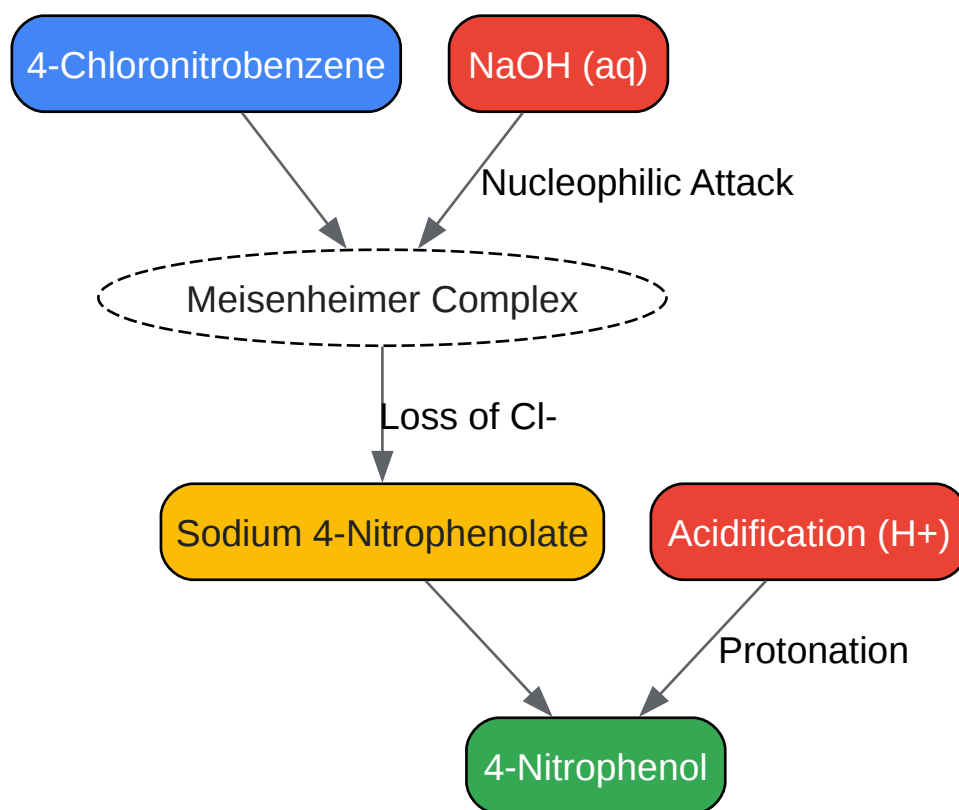 4-Chloronitrobenzene
NaOH (aq)
Nucleophilic Attack
Meisenheimer Complex
Loss of Cl-
Sodium 4-Nitrophenolate
Acidification (H+)
Protonation
4-Nitrophenol